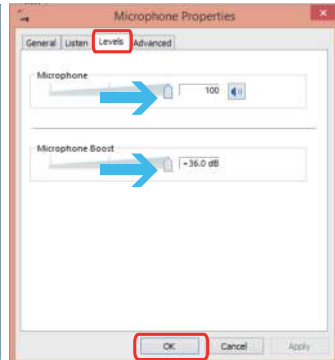 Microphone Properties
General Listen Levels Advanced
Microphone
100
Microphone Boost
+36.0 dB
OK Cancel Apply